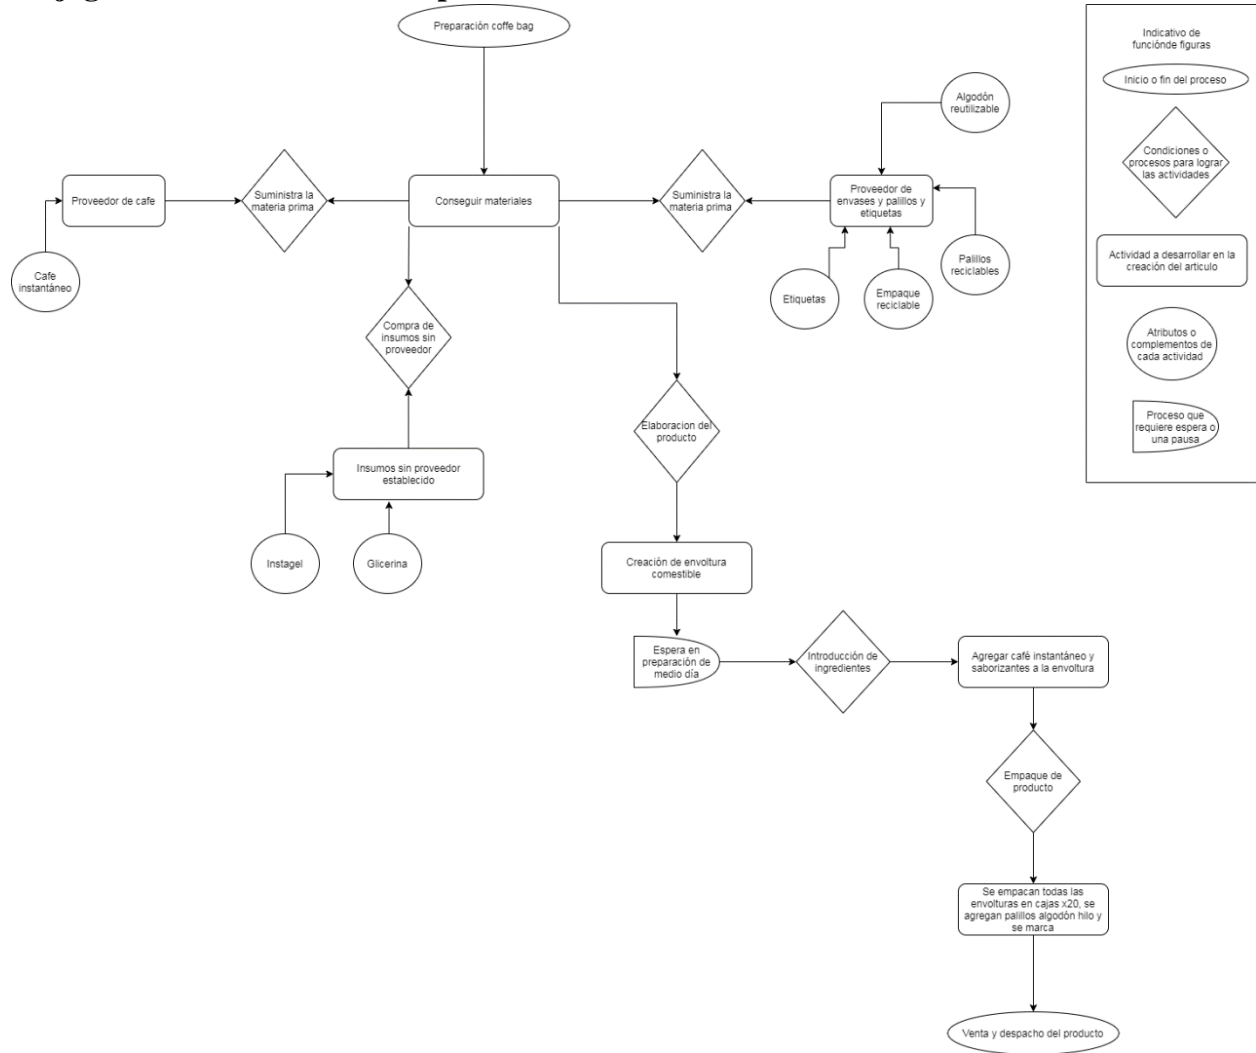 Preparación coffe bag
Indicativo de
funciónde figuras
Inicio o fin del proceso
Condiciones o
procesos para lograr
las actividades
Actividad a desarrollar en la
creación del articulo
Atributos o
complementos de
cada actividad
Proceso que
requiere espera o
una pausa
Algodón
reutilizable
Proveedor de cafe
Suministra la
materia prima
Conseguir materiales
Suministra la
materia prima
Proveedor de
envases y palillos y
etiquetas
Cafe
instantáneo
Etiquetas
Empaque
reciclable
Palillos
reciclables
Compra de
insumos sin
proveedor
Elaboracion del
producto
Insumos sin proveedor
establecido
Instagel
Glicerina
Creación de envoltura
comestible
Espera en
preparación de
medio día
Introducción de
ingredientes
Agregar café instantáneo y
saborizantes a la envoltura
Empaque de
producto
Se empacan todas las
envolturas en cajas x20, se
agregan palillos algodón hilo y
se marca
Venta y despacho del producto